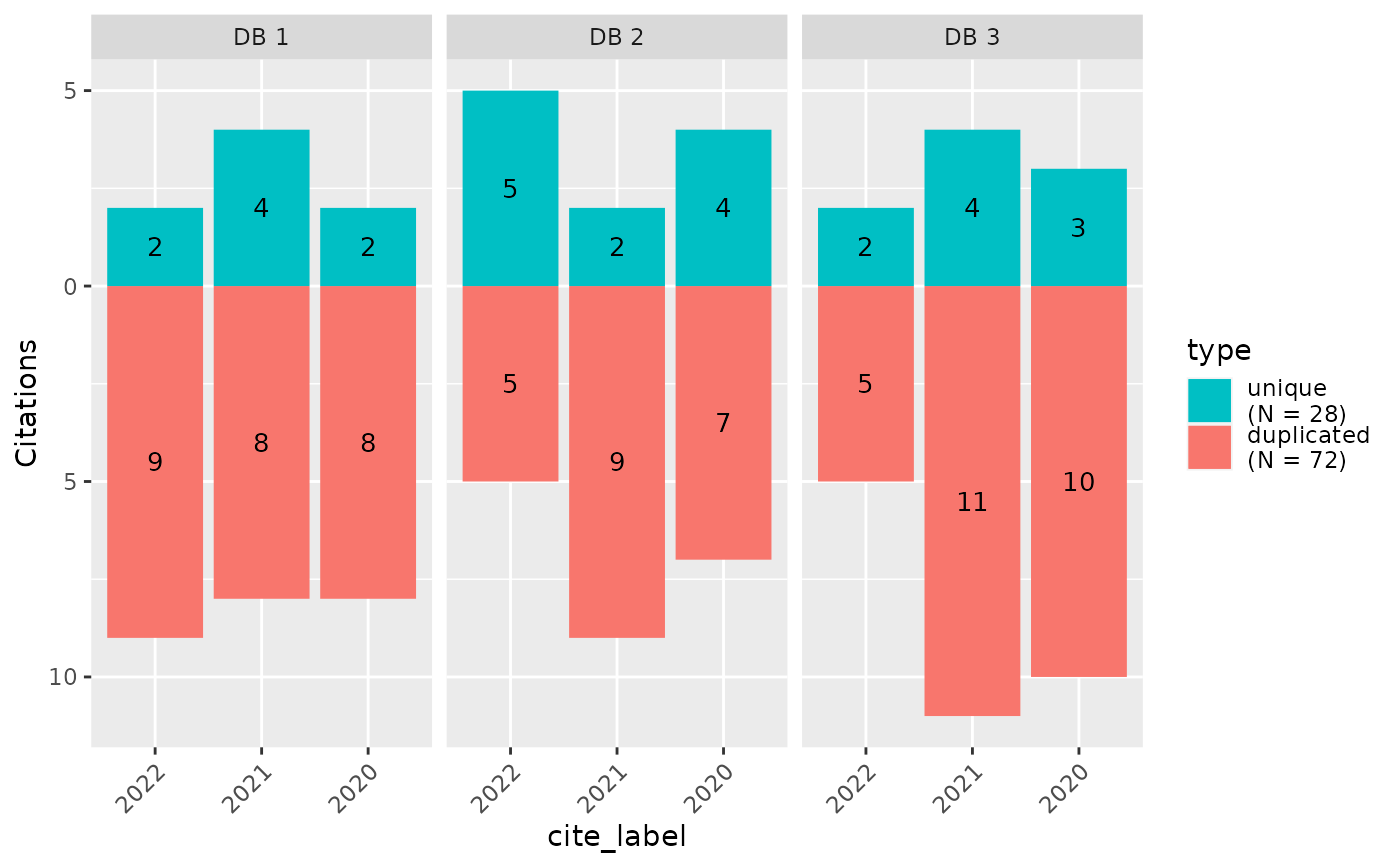 DB 1 DB 2 DB 3
5
5
4 4 4
3
2 2 2 2
0
5 5
7
8 8
9 9
10
11
5
10
Citations
2022 2021 2020 2022 2021 2020 2022 2021 2020
cite_label
type
unique
(N = 28)
duplicated
(N = 72)